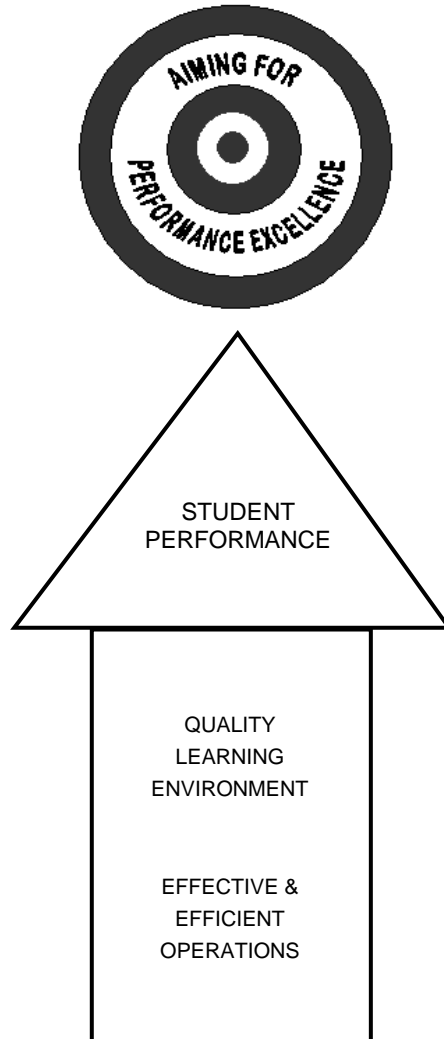 AIMING FOR
PERFORMANCE EXCELLENCE
STUDENT
PERFORMANCE
QUALITY
LEARNING
ENVIRONMENT
EFFECTIVE &
EFFICIENT
OPERATIONS